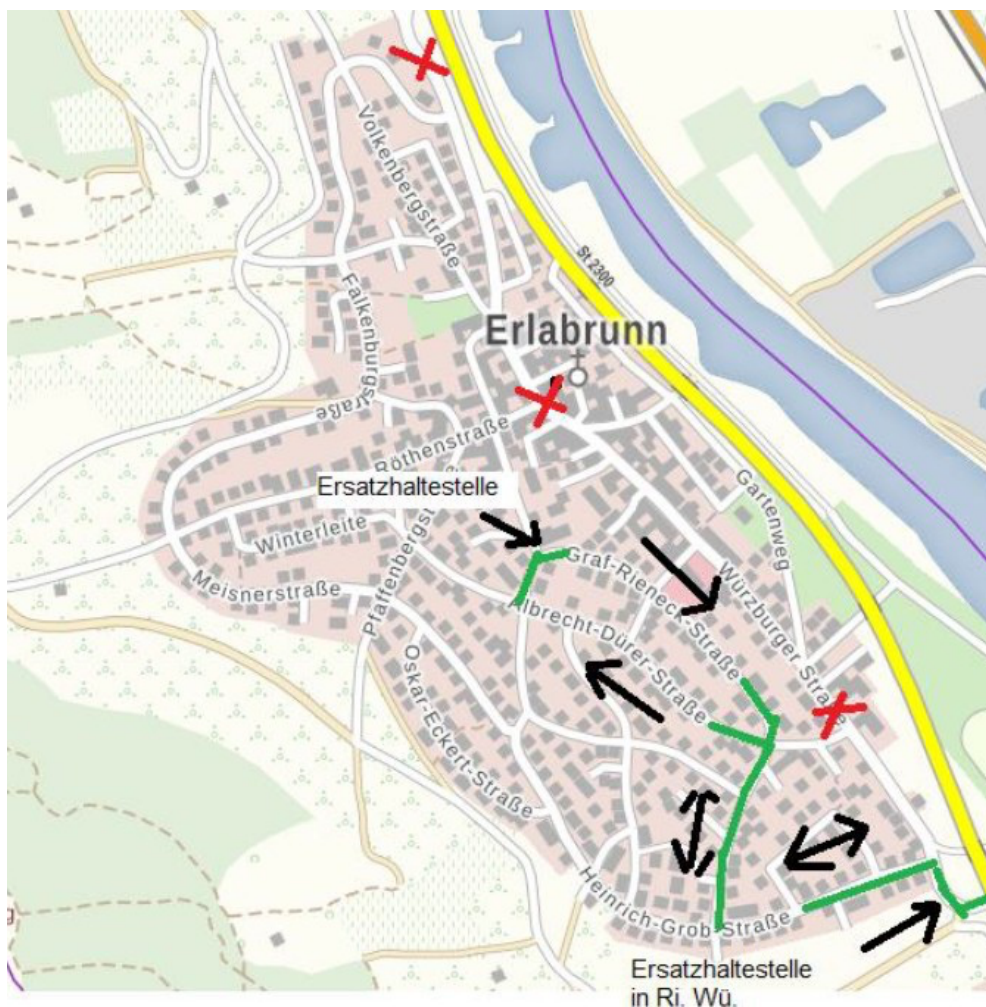 Volkenbergstraße
St 2300
Falkenburgstraße
Erlabrunn
Röthenstraße
Ersatzhaltestelle
Gartenweg
Winterleite
Pfaffenbergst
Meisnerstraße
Graf-Rieneck-Straße
Würzburger Straße
Albrecht-Dürer-Straße
Oskar-Eckert-Straße
Heinrich-Grob-Straße
Ersatzhaltestelle
in Ri. Wü.